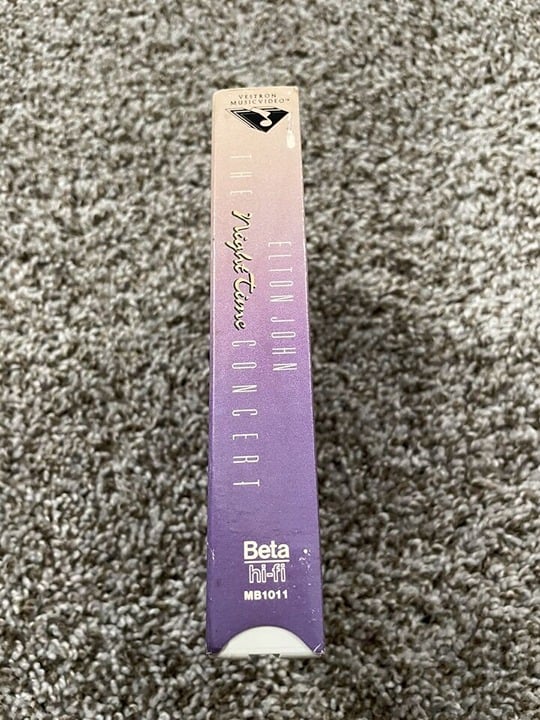 VESTRON
MUSICVIDEO™
ELTON JOHN
THE Night Time CONCERT
Beta
hi-fi
MB1011